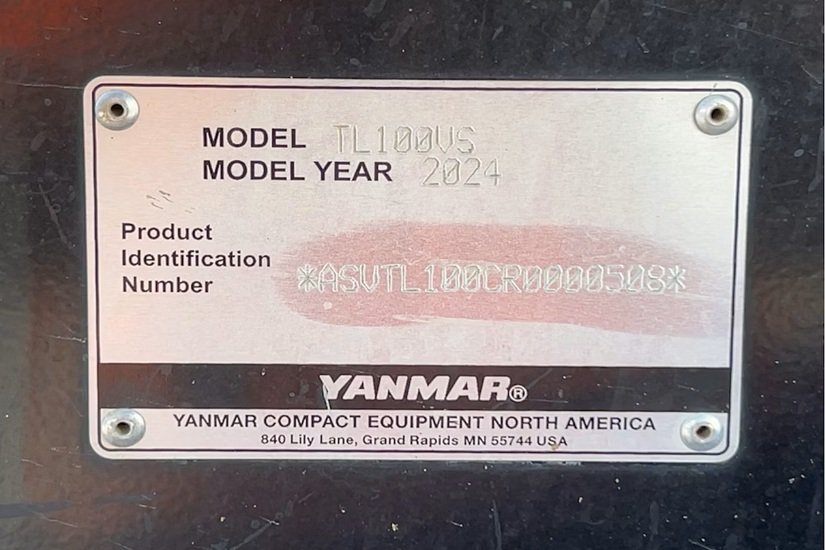 MODEL TL100VS
MODEL YEAR 2024
Product
Identification
Number *ASVTL100CR0000508*
YANMAR®
YANMAR COMPACT EQUIPMENT NORTH AMERICA
840 Lily Lane, Grand Rapids MN 55744 USA